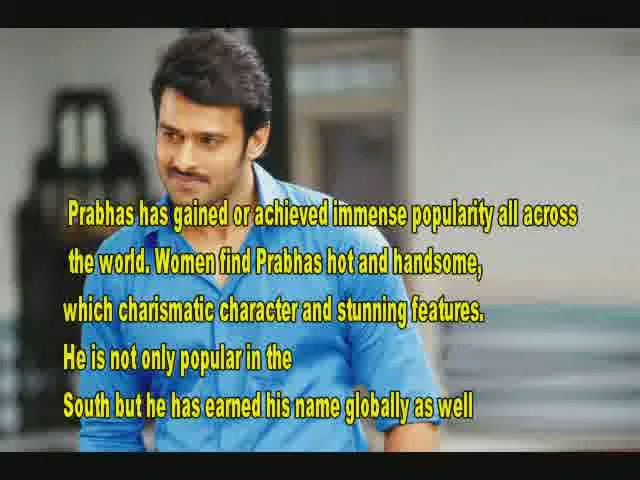 Prabhas has gained or achieved immense popularity all across
the world. Women find Prabhas hot and handsome,
which charismatic character and stunning features.
He is not only popular in the
South but he has earned his name globally as well